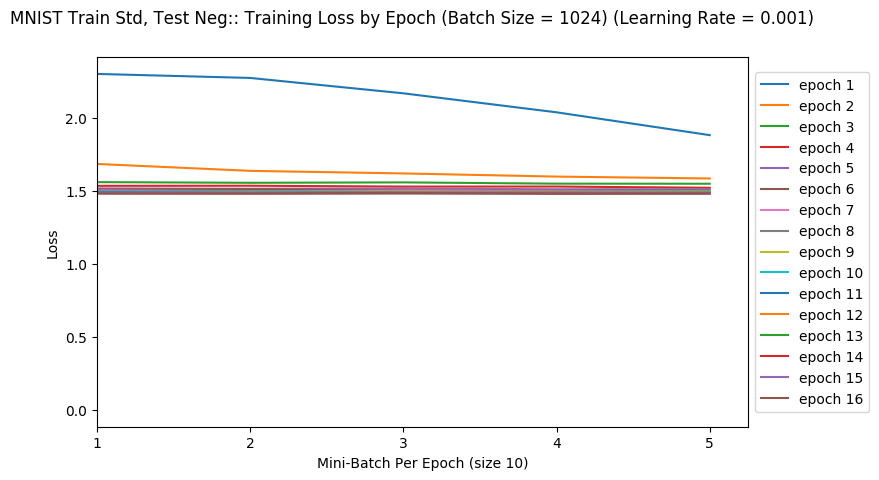 MNIST Train Std, Test Neg:: Training Loss by Epoch (Batch Size = 1024) (Learning Rate = 0.001)
epoch 1
epoch 2
epoch 3
epoch 4
epoch 5
epoch 6
epoch 7
epoch 8
epoch 9
epoch 10
epoch 11
epoch 12
epoch 13
epoch 14
epoch 15
epoch 16
Loss
2.0
1.5
1.0
0.5
0.0
1 2 3 4 5
Mini-Batch Per Epoch (size 10)